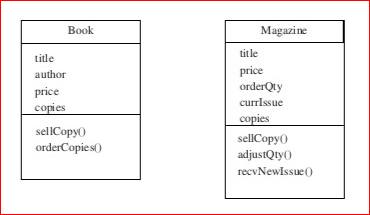 Book
title
author
price
copies
sellCopy()
orderCopies()
Magazine
title
price
orderQty
currIssue
copies
sellCopy()
adjustQty()
recvNewIssue()